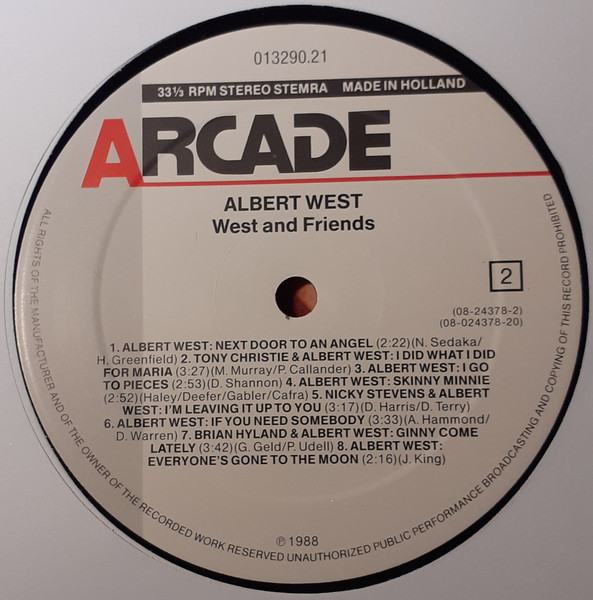 013290.21
33⅓ RPM STEREO STEMRA MADE IN HOLLAND
ARCADE
ALBERT WEST
West and Friends
2
(08-24378-2)
(08-024378-20)
1. ALBERT WEST: NEXT DOOR TO AN ANGEL (2:22)(N. Sedaka/
H. Greenfield) 2. TONY CHRISTIE & ALBERT WEST: I DID WHAT I DID
FOR MARIA (3:27)(M. Murray/P. Callander) 3. ALBERT WEST: I GO
TO PIECES (2:53)(D. Shannon) 4. ALBERT WEST: SKINNY MINNIE
(2:52)(Haley/Deefer/Gabler/Cafra) 5. NICKY STEVENS & ALBERT
WEST: I'M LEAVING IT UP TO YOU (3:17)(D. Harris/D. Terry)
6. ALBERT WEST: IF YOU NEED SOMEBODY (3:33)(A. Hammond/
D. Warren) 7. BRIAN HYLAND & ALBERT WEST: GINNY COME
LATELY (3:42)(G. Geld/P. Udell) 8. ALBERT WEST:
EVERYONE'S GONE TO THE MOON (2:16)(J. King)
℗ 1988
ALL RIGHTS OF THE MANUFACTURER AND OF THE OWNER OF THE RECORDED WORK RESERVED UNAUTHORIZED PUBLIC PERFORMANCE BROADCASTING AND COPYING OF THIS RECORD PROHIBITED